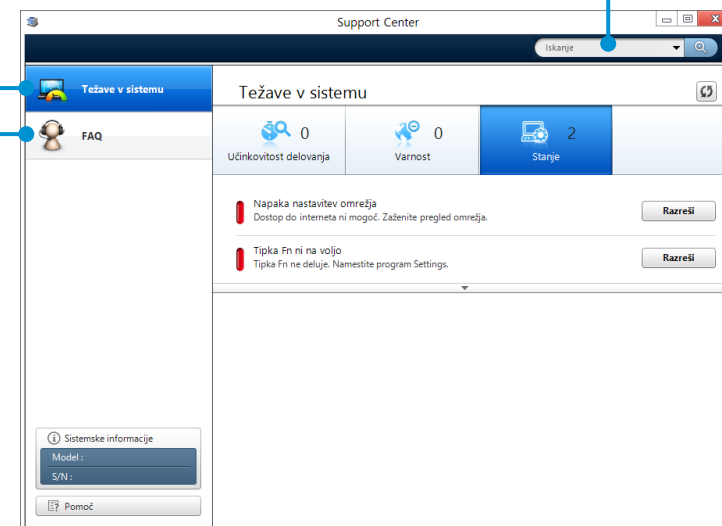 Support Center
Iskanje
Težave v sistemu
FAQ
Težave v sistemu
0
Učinkovitost delovanja
0
Varnost
2
Stanje
Napaka nastavitev omrežja
Dostop do interneta ni mogoč. Zaženite pregled omrežja.
Razreši
Tipka Fn ni na voljo
Tipka Fn ne deluje. Namestite program Settings.
Razreši
Sistemske informacije
Model :
S/N :
Pomoč